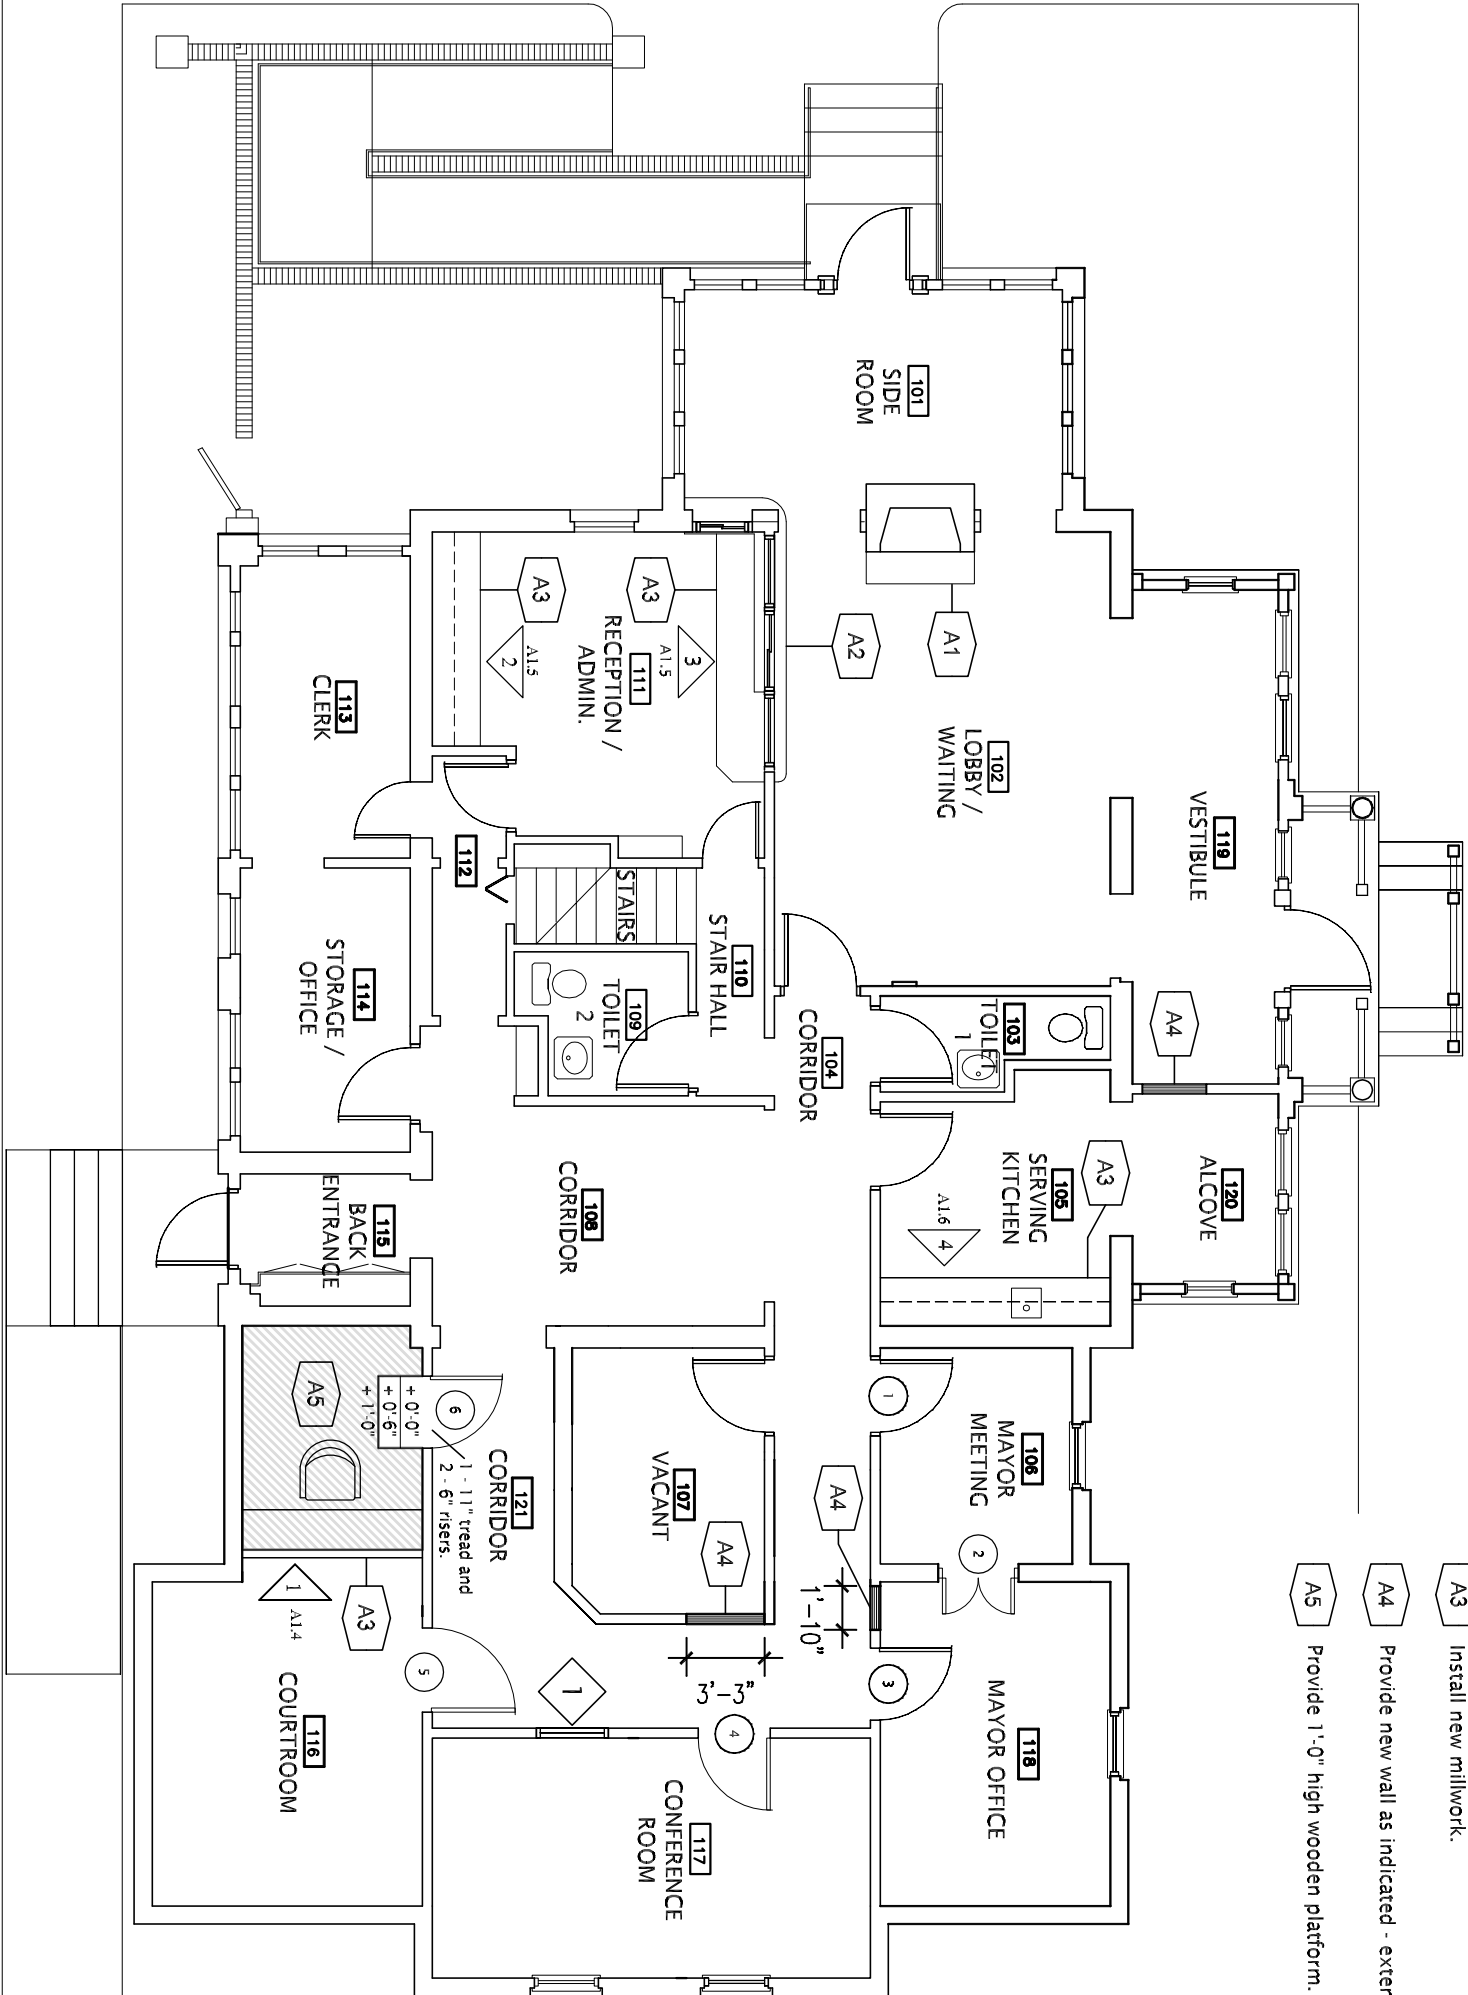 A3 Install new millwork.
A4 Provide new wall as indicated - exter
A5 Provide 1'-0" high wooden platform.
101
SIDE
ROOM
A1
A2
102
LOBBY /
WAITING
119
VESTIBULE
A4
120
ALCOVE
A3
A3
111
RECEPTION /
ADMIN.
3
A1.5
2
A1.5
113
CLERK
112
STAIRS
110
STAIR HALL
109
TOILET
2
103
TOILET
1
104
CORRIDOR
114
STORAGE /
OFFICE
105
SERVING
KITCHEN
A3
4
A1.6
108
CORRIDOR
115
BACK
ENTRANCE
106
MAYOR
MEETING
1
2
A4
1'-10"
107
VACANT
A4
3'-3"
3
118
MAYOR OFFICE
121
CORRIDOR
6
1 - 11" tread and
2 - 6" risers.
+ 0'-0"
+ 0'-6"
+ 1'-0"
A5
A3
1
A1.4
5
1
4
116
COURTROOM
117
CONFERENCE
ROOM